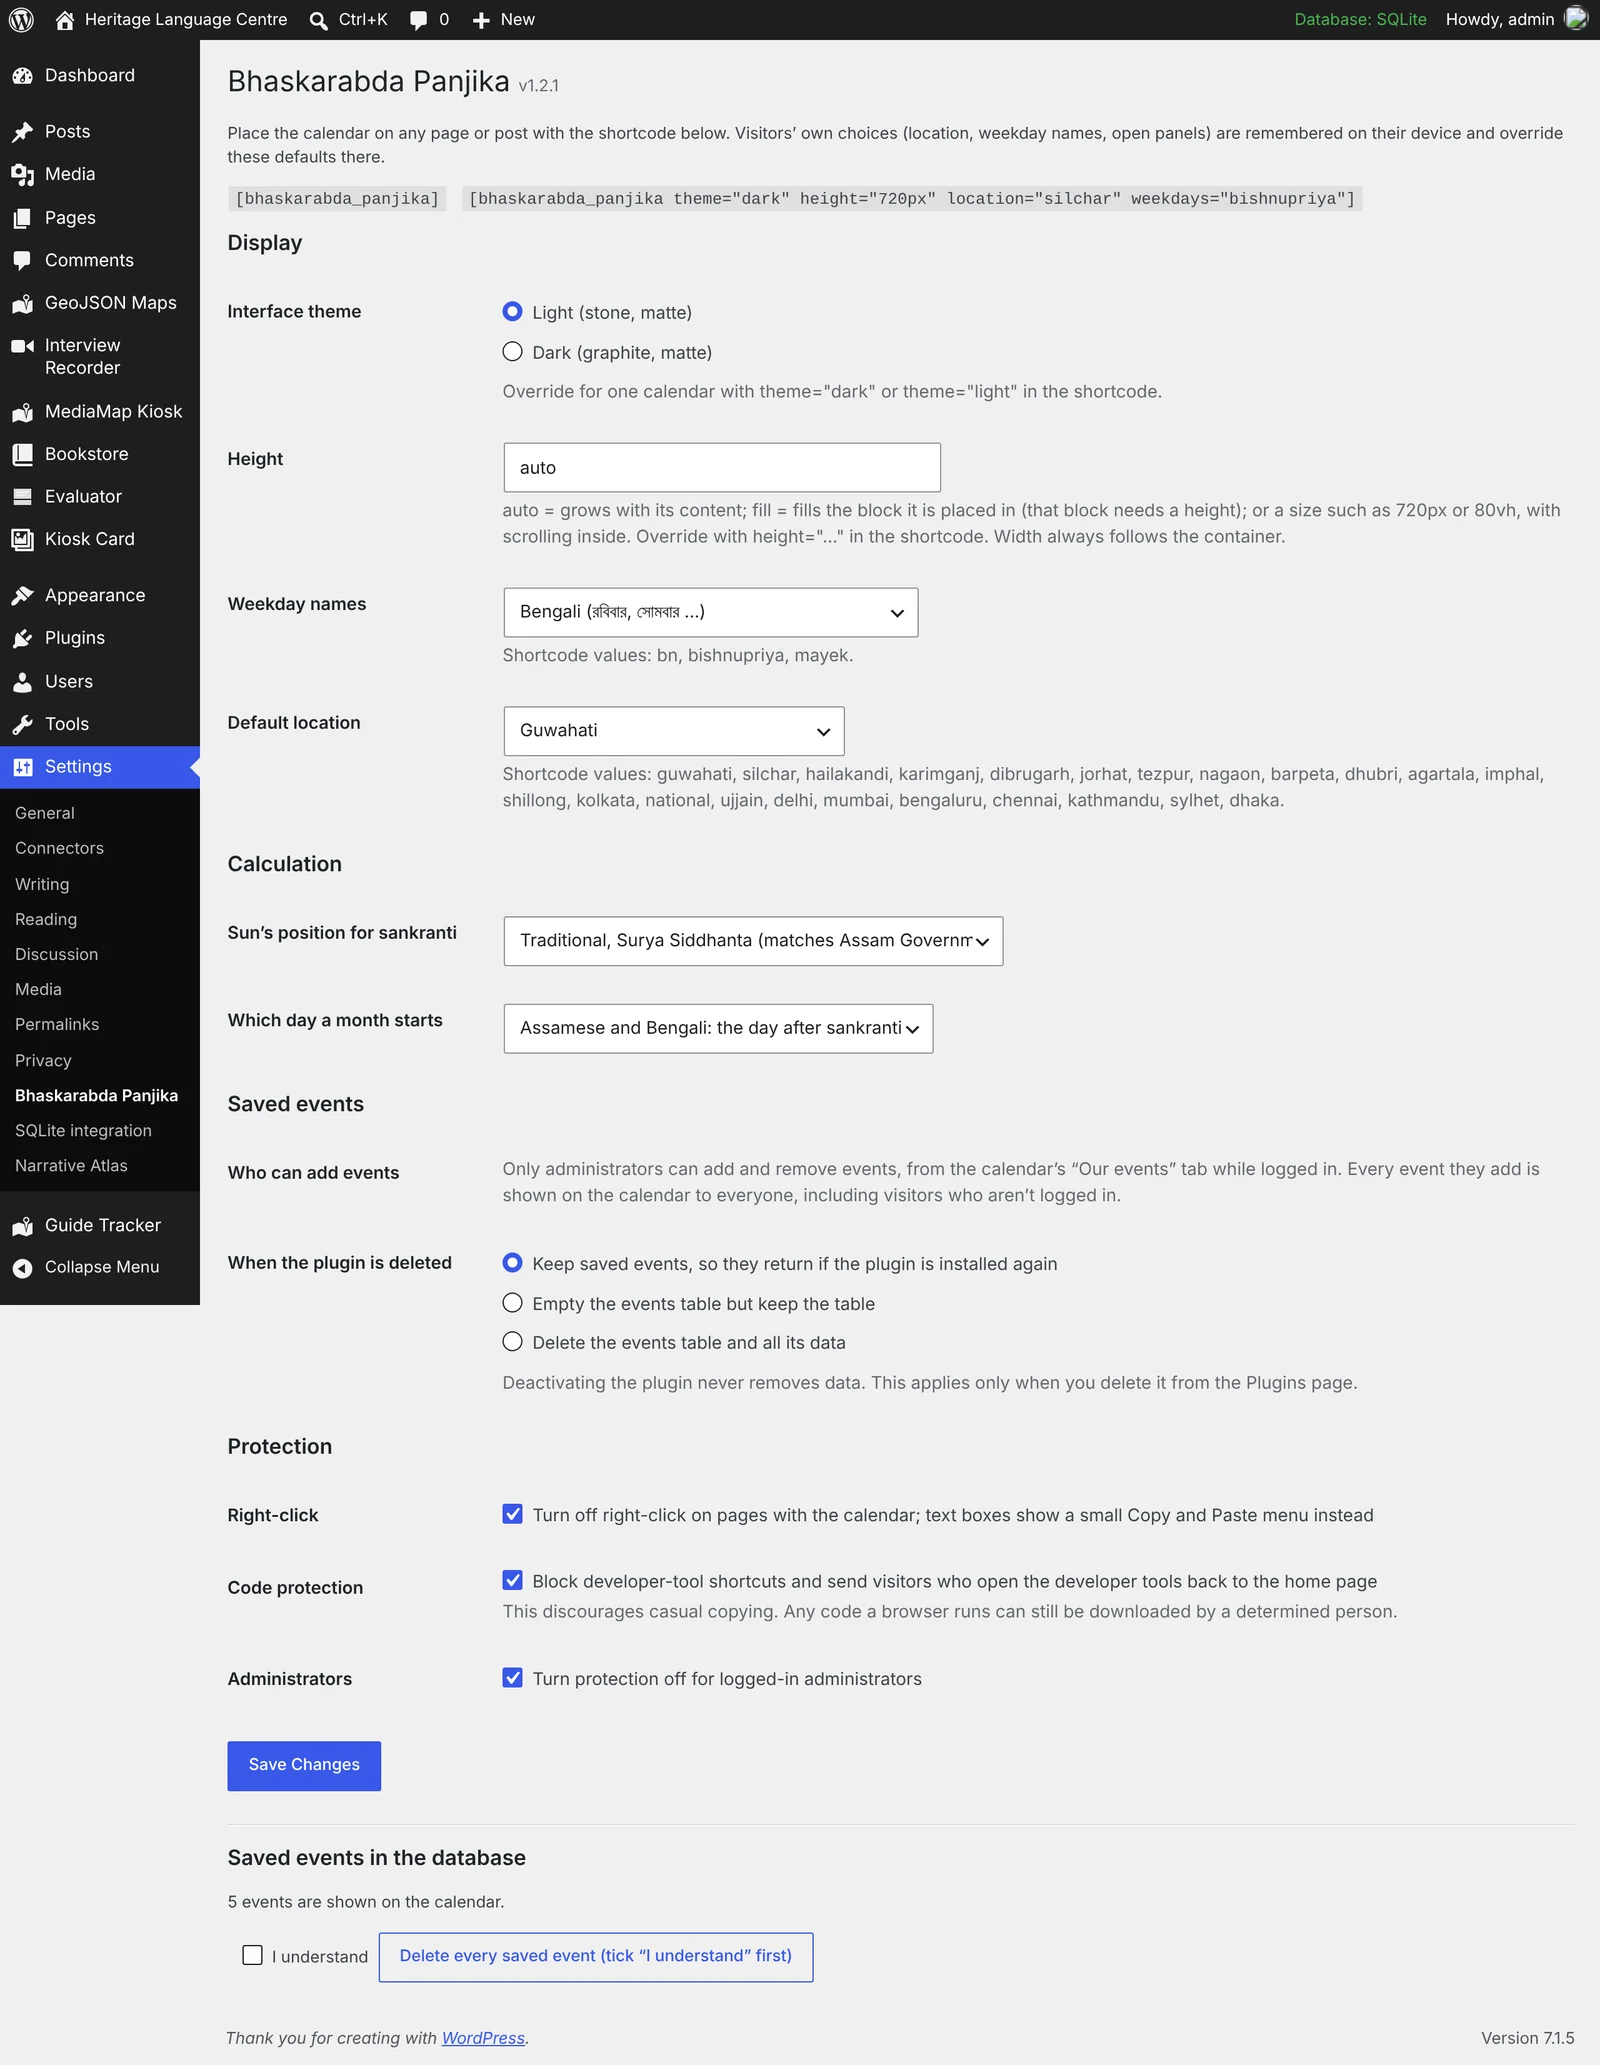 Heritage Language Centre Ctrl+K 0 New Database: SQLite Howdy, admin
Dashboard
Posts
Media
Pages
Comments
GeoJSON Maps
Interview
Recorder
MediaMap Kiosk
Bookstore
Evaluator
Kiosk Card
Appearance
Plugins
Users
Tools
Settings
General
Connectors
Writing
Reading
Discussion
Media
Permalinks
Privacy
Bhaskarabda Panjika
SQLite integration
Narrative Atlas
Guide Tracker
Collapse Menu
Bhaskarabda Panjika v1.2.1
Place the calendar on any page or post with the shortcode below. Visitors’ own choices (location, weekday names, open panels) are remembered on their device and override
these defaults there.
[bhaskarabda_panjika] [bhaskarabda_panjika theme="dark" height="720px" location="silchar" weekdays="bishnupriya"]
Display
Interface theme
Light (stone, matte)
Dark (graphite, matte)
Override for one calendar with theme="dark" or theme="light" in the shortcode.
Height
auto
auto = grows with its content; fill = fills the block it is placed in (that block needs a height); or a size such as 720px or 80vh, with
scrolling inside. Override with height="..." in the shortcode. Width always follows the container.
Weekday names
Bengali (রবিবার, সোমবার ...)
Shortcode values: bn, bishnupriya, mayek.
Default location
Guwahati
Shortcode values: guwahati, silchar, hailakandi, karimganj, dibrugarh, jorhat, tezpur, nagaon, barpeta, dhubri, agartala, imphal,
shillong, kolkata, national, ujjain, delhi, mumbai, bengaluru, chennai, kathmandu, sylhet, dhaka.
Calculation
Sun’s position for sankranti
Traditional, Surya Siddhanta (matches Assam Governm
Which day a month starts
Assamese and Bengali: the day after sankranti
Saved events
Who can add events
Only administrators can add and remove events, from the calendar’s “Our events” tab while logged in. Every event they add is
shown on the calendar to everyone, including visitors who aren’t logged in.
When the plugin is deleted
Keep saved events, so they return if the plugin is installed again
Empty the events table but keep the table
Delete the events table and all its data
Deactivating the plugin never removes data. This applies only when you delete it from the Plugins page.
Protection
Right-click
Turn off right-click on pages with the calendar; text boxes show a small Copy and Paste menu instead
Code protection
Block developer-tool shortcuts and send visitors who open the developer tools back to the home page
This discourages casual copying. Any code a browser runs can still be downloaded by a determined person.
Administrators
Turn protection off for logged-in administrators
Save Changes
Saved events in the database
5 events are shown on the calendar.
I understand
Delete every saved event (tick “I understand” first)
Thank you for creating with WordPress.
Version 7.1.5